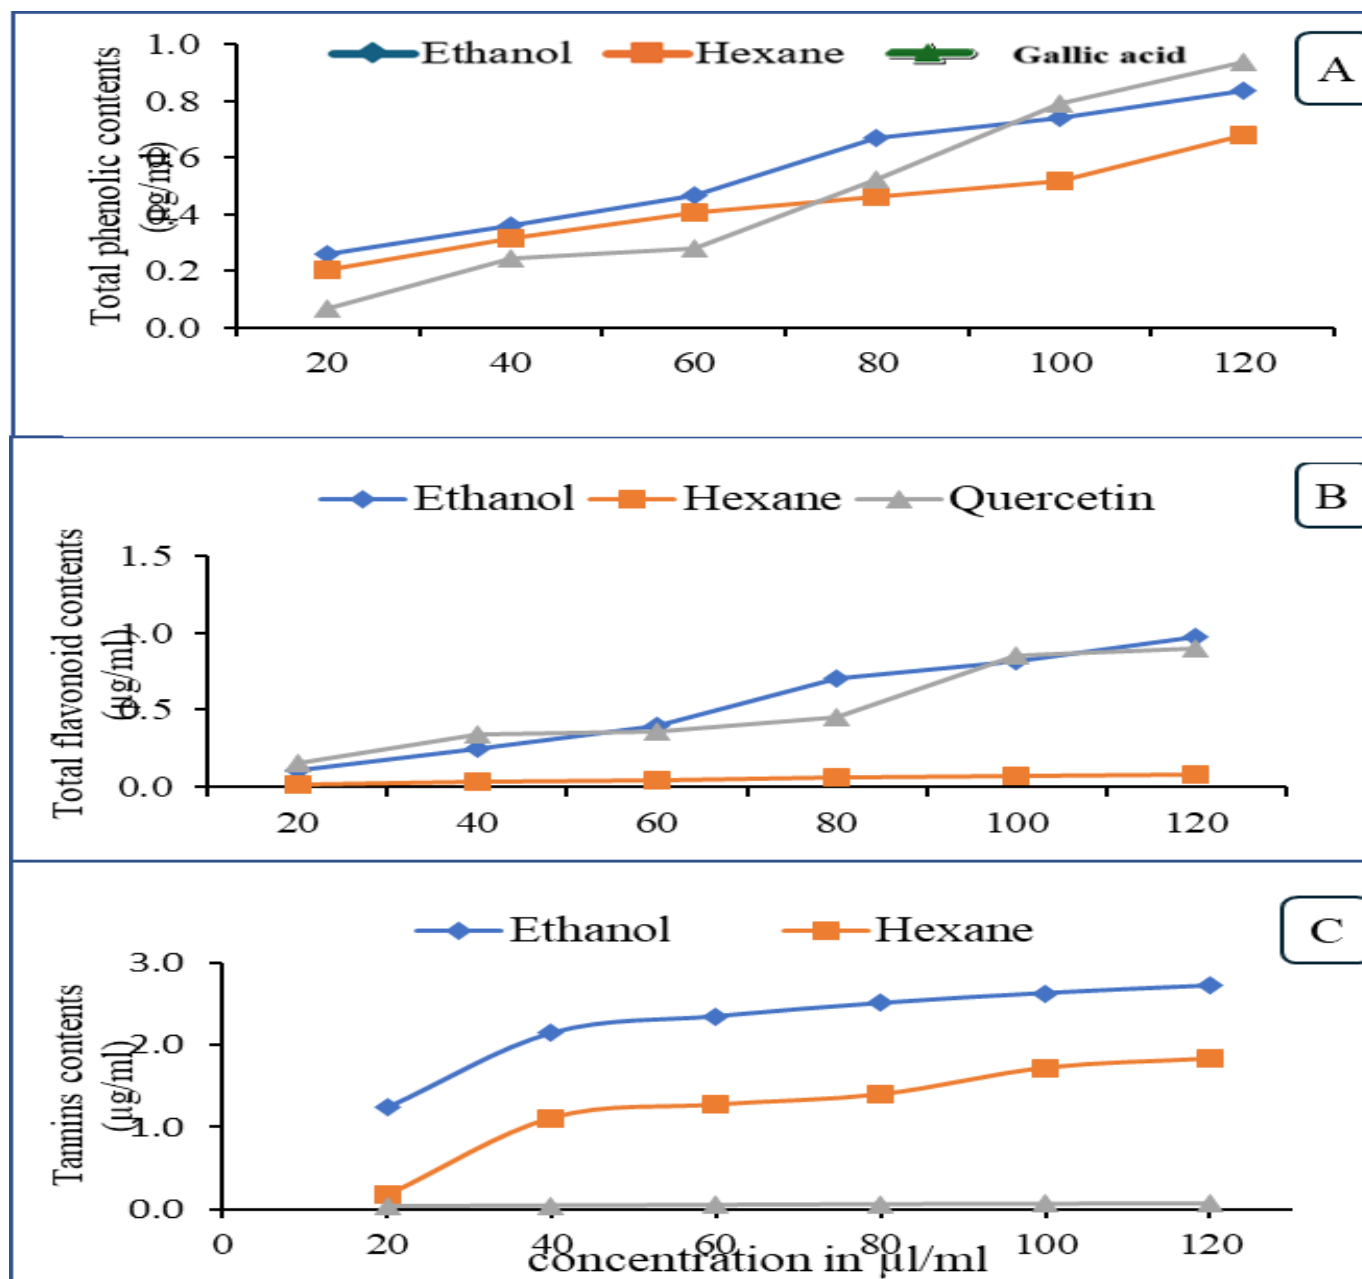 Ethanol Hexane Gallic acid
A
Total phenolic contents
(µg/ml)
1.0
0.8
0.6
0.4
0.2
0.0
20 40 60 80 100 120
Ethanol Hexane Quercetin
B
Total flavonoid contents
(µg/ml)
1.5
1.0
0.5
0.0
20 40 60 80 100 120
Ethanol Hexane
C
Tannins contents
(µg/ml)
3.0
2.0
1.0
0.0
0 20 40 60 80 100 120
concentration in µl/ml